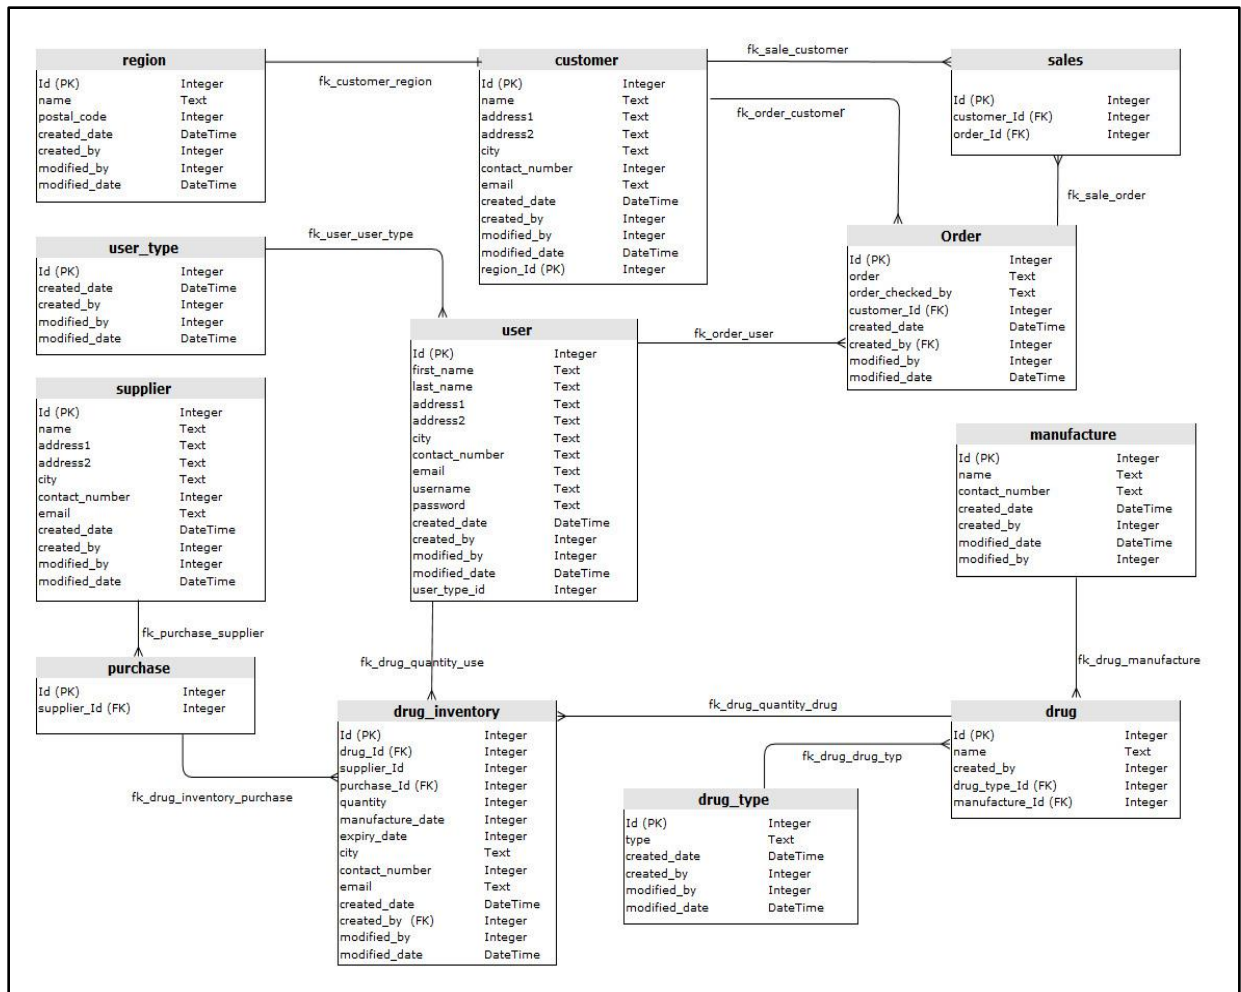 region
Id (PK) Integer
name Text
postal_code Integer
created_date DateTime
created_by Integer
modified_by Integer
modified_date DateTime
fk_customer_region
customer
Id (PK) Integer
name Text
address1 Text
address2 Text
city Text
contact_number Integer
email Text
created_date DateTime
created_by Integer
modified_by Integer
modified_date DateTime
region_Id (PK) Integer
fk_sale_customer
fk_order_customer
sales
Id (PK) Integer
customer_Id (FK) Integer
order_Id (FK) Integer
fk_sale_order
user_type
Id (PK) Integer
created_date DateTime
created_by Integer
modified_by Integer
modified_date DateTime
fk_user_user_type
Order
Id (PK) Integer
order Text
order_checked_by Text
customer_Id (FK) Integer
created_date DateTime
created_by (FK) Integer
modified_by Integer
modified_date DateTime
user
Id (PK) Integer
first_name Text
last_name Text
address1 Text
address2 Text
city Text
contact_number Text
email Text
username Text
password Text
created_date DateTime
created_by Integer
modified_by Integer
modified_date DateTime
user_type_id Integer
fk_order_user
supplier
Id (PK) Integer
name Text
address1 Text
address2 Text
city Text
contact_number Integer
email Text
created_date DateTime
created_by Integer
modified_by Integer
modified_date DateTime
manufacture
Id (PK) Integer
name Text
contact_number Text
created_date DateTime
created_by Integer
modified_date DateTime
modified_by Integer
fk_purchase_supplier
fk_drug_quantity_use
fk_drug_manufacture
purchase
Id (PK) Integer
supplier_Id (FK) Integer
fk_drug_inventory_purchase
drug_inventory
Id (PK) Integer
drug_Id (FK) Integer
supplier_Id Integer
purchase_Id (FK) Integer
quantity Integer
manufacture_date Integer
expiry_date Integer
city Text
contact_number Integer
email Text
created_date DateTime
created_by (FK) Integer
modified_by Integer
modified_date DateTime
fk_drug_quantity_drug
fk_drug_drug_typ
drug
Id (PK) Integer
name Text
created_by Integer
drug_type_Id (FK) Integer
manufacture_Id (FK) Integer
drug_type
Id (PK) Integer
type Text
created_date DateTime
created_by Integer
modified_by Integer
modified_date DateTime